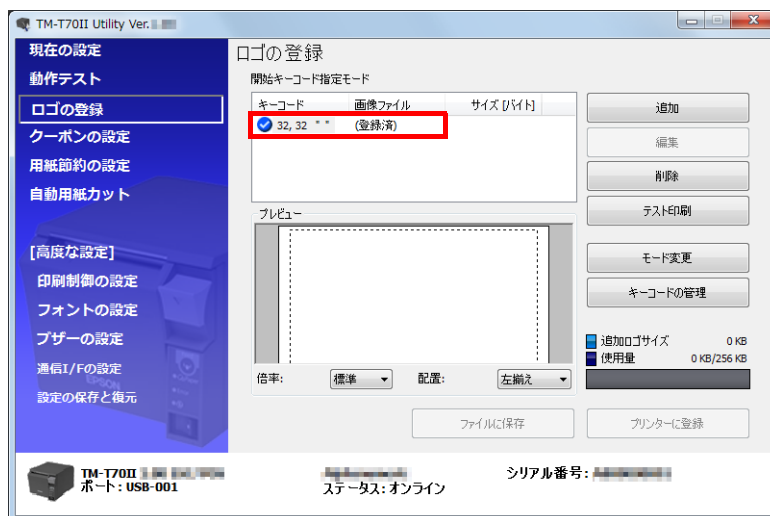 TM-T70II Utility Ver.
現在の設定
動作テスト
ロゴの登録
クーポンの設定
用紙節約の設定
自動用紙カット
[高度な設定]
印刷制御の設定
フォントの設定
ブザーの設定
通信I/Fの設定
設定の保存と復元
EPSON
ロゴの登録
開始キーコード指定モード
キーコード 画像ファイル サイズ [バイト]
32, 32 " " (登録済)
追加
編集
削除
テスト印刷
モード変更
キーコードの管理
プレビュー
倍率: 標準 配置: 左揃え
追加ロゴサイズ 0 KB
使用量 0 KB/256 KB
ファイルに保存
プリンターに登録
TM-T70II
ポート: USB-001
ステータス: オンライン
シリアル番号: